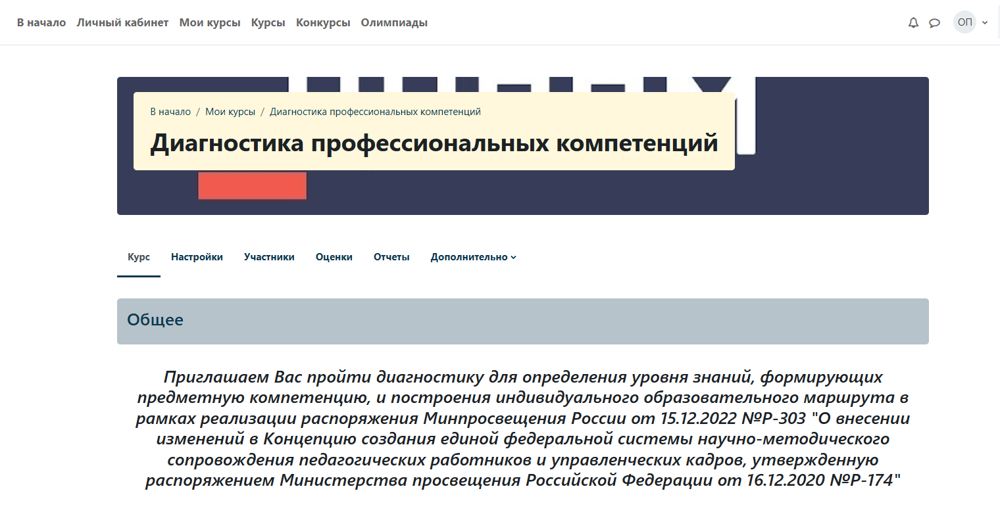 В начало Личный кабинет Мои курсы Курсы Конкурсы Олимпиады ОП
В начало / Мои курсы / Диагностика профессиональных компетенций
Диагностика профессиональных компетенций
Курс Настройки Участники Оценки Отчеты Дополнительно
Общее
Приглашаем Вас пройти диагностику для определения уровня знаний, формирующих
предметную компетенцию, и построения индивидуального образовательного маршрута в
рамках реализации распоряжения Минпросвещения России от 15.12.2022 №Р-303 "О внесении
изменений в Концепцию создания единой федеральной системы научно-методического
сопровождения педагогических работников и управленческих кадров, утвержденную
распоряжением Министерства просвещения Российской Федерации от 16.12.2020 №Р-174"